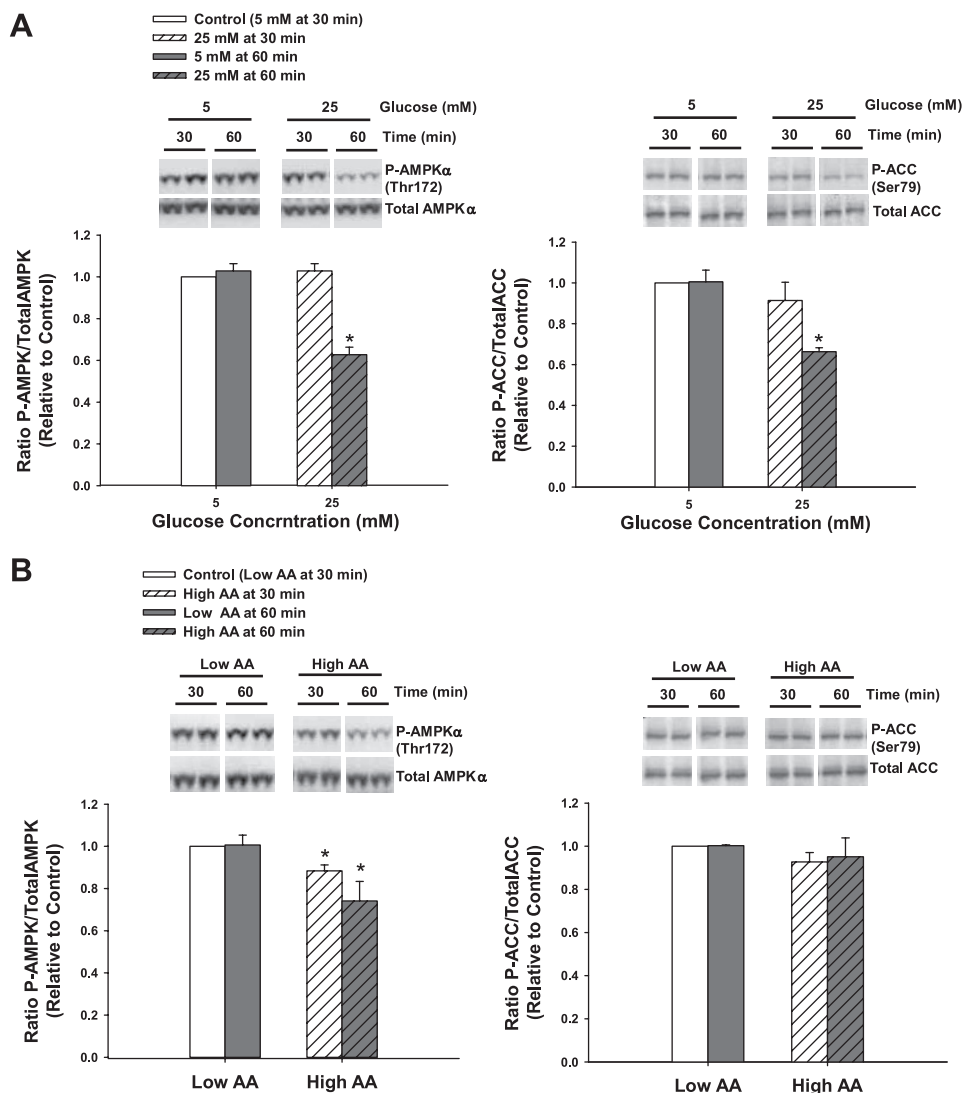 A
Control (5 mM at 30 min)
25 mM at 30 min
5 mM at 60 min
25 mM at 60 min
5 25 Glucose (mM)
30 60 30 60 Time (min)
P-AMPKα
(Thr172)
Total AMPKα
Ratio P-AMPK/TotalAMPK
(Relative to Control)
1.2
1.0
0.8
0.6
0.4
0.2
0.0
*
5 25
Glucose Concrntration (mM)
5 25 Glucose (mM)
30 60 30 60 Time (min)
P-ACC
(Ser79)
Total ACC
Ratio P-ACC/TotalACC
(Relative to Control)
1.2
1.0
0.8
0.6
0.4
0.2
0.0
*
5 25
Glucose Concentration (mM)
B
Control (Low AA at 30 min)
High AA at 30 min
Low AA at 60 min
High AA at 60 min
Low AA High AA
30 60 30 60 Time (min)
P-AMPKα
(Thr172)
Total AMPKα
Ratio P-AMPK/TotalAMPK
(Relative to Control)
1.2
1.0
0.8
0.6
0.4
0.2
0.0
* *
Low AA High AA
Low AA High AA
30 60 30 60 Time (min)
P-ACC
(Ser79)
Total ACC
Ratio P-ACC/TotalACC
(Relative to Control)
1.2
1.0
0.8
0.6
0.4
0.2
0.0
Low AA High AA